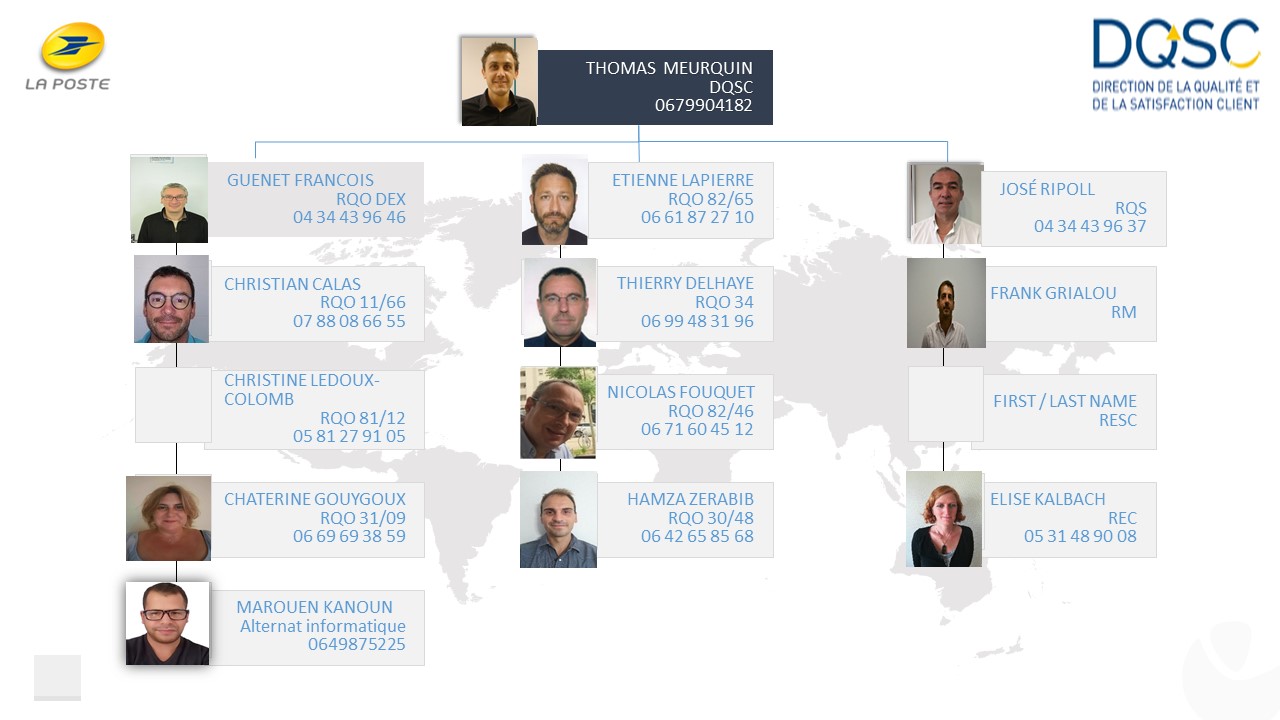 LA POSTE
DQSC
DIRECTION DE LA QUALITÉ ET
DE LA SATISFACTION CLIENT
THOMAS MEURQUIN
DQSC
0679904182
GUENET FRANCOIS
RQO DEX
04 34 43 96 46
ETIENNE LAPIERRE
RQO 82/65
06 61 87 27 10
JOSÉ RIPOLL
RQS
04 34 43 96 37
CHRISTIAN CALAS
RQO 11/66
07 88 08 66 55
THIERRY DELHAYE
RQO 34
06 99 48 31 96
FRANK GRIALOU
RM
CHRISTINE LEDOUX-
COLOMB
RQO 81/12
05 81 27 91 05
NICOLAS FOUQUET
RQO 82/46
06 71 60 45 12
FIRST / LAST NAME
RESC
CHATERINE GOUYGOUX
RQO 31/09
06 69 69 38 59
HAMZA ZERABIB
RQO 30/48
06 42 65 85 68
ELISE KALBACH
REC
05 31 48 90 08
MAROUEN KANOUN
Alternat informatique
0649875225